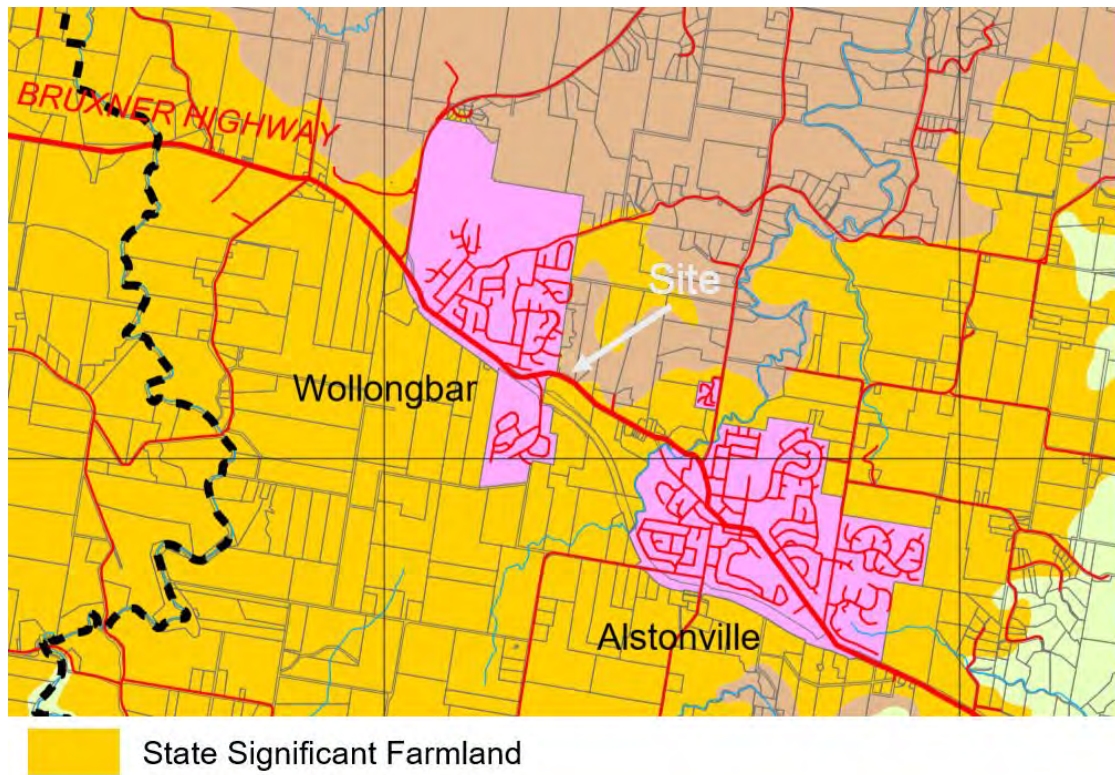 BRUXNER HIGHWAY
Site
Wollongbar
Alstonville
State Significant Farmland